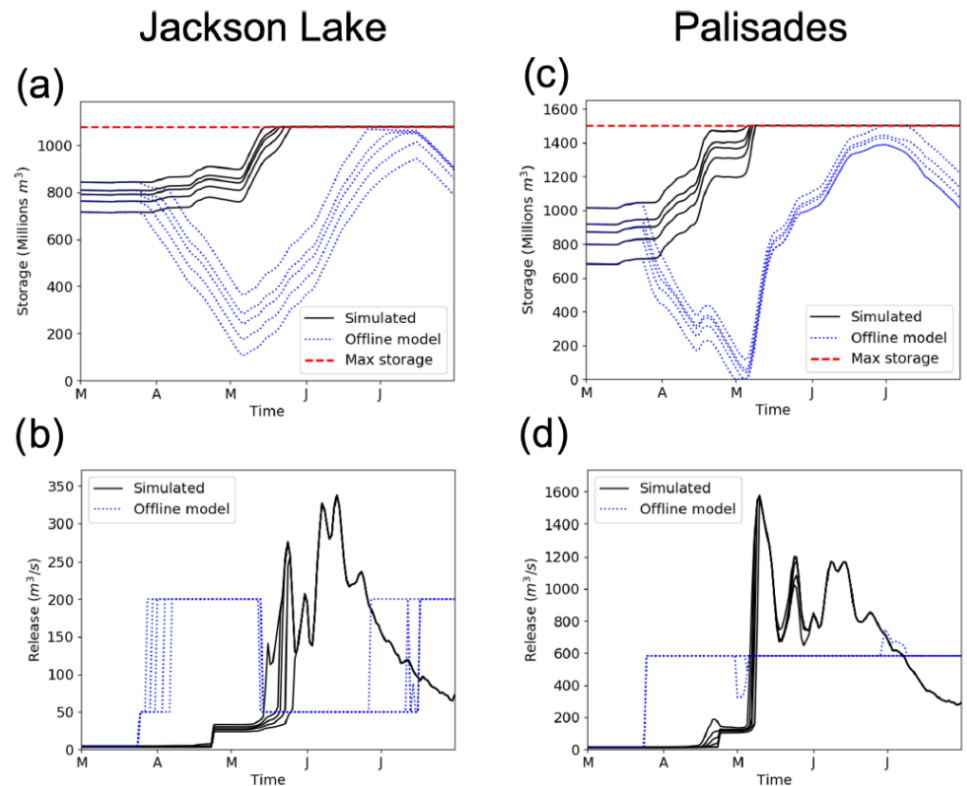 Jackson Lake
Palisades
(a)
Storage (Millions m³)
1000
800
600
400
200
0
M A M J J
Time
Simulated
Offline model
Max storage
(c)
Storage (Millions m³)
1600
1400
1200
1000
800
600
400
200
0
M A M J J
Time
Simulated
Offline model
Max storage
(b)
Release (m³/s)
350
300
250
200
150
100
50
0
M A M J J
Time
Simulated
Offline model
(d)
Release (m³/s)
1600
1400
1200
1000
800
600
400
200
0
M A M J J
Time
Simulated
Offline model